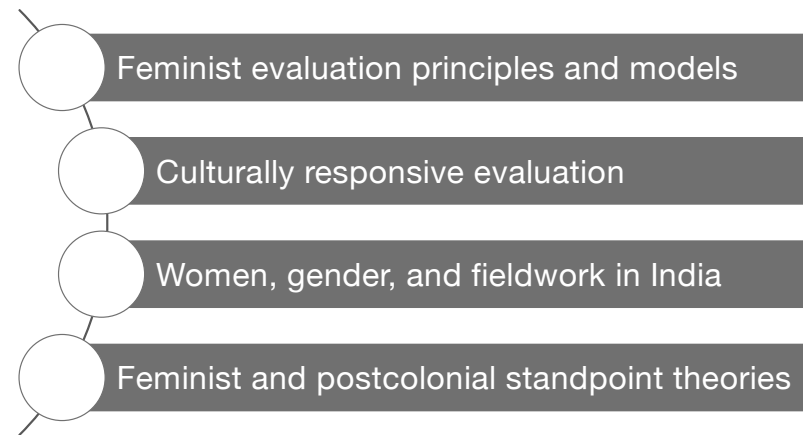 Feminist evaluation principles and models
Culturally responsive evaluation
Women, gender, and fieldwork in India
Feminist and postcolonial standpoint theories